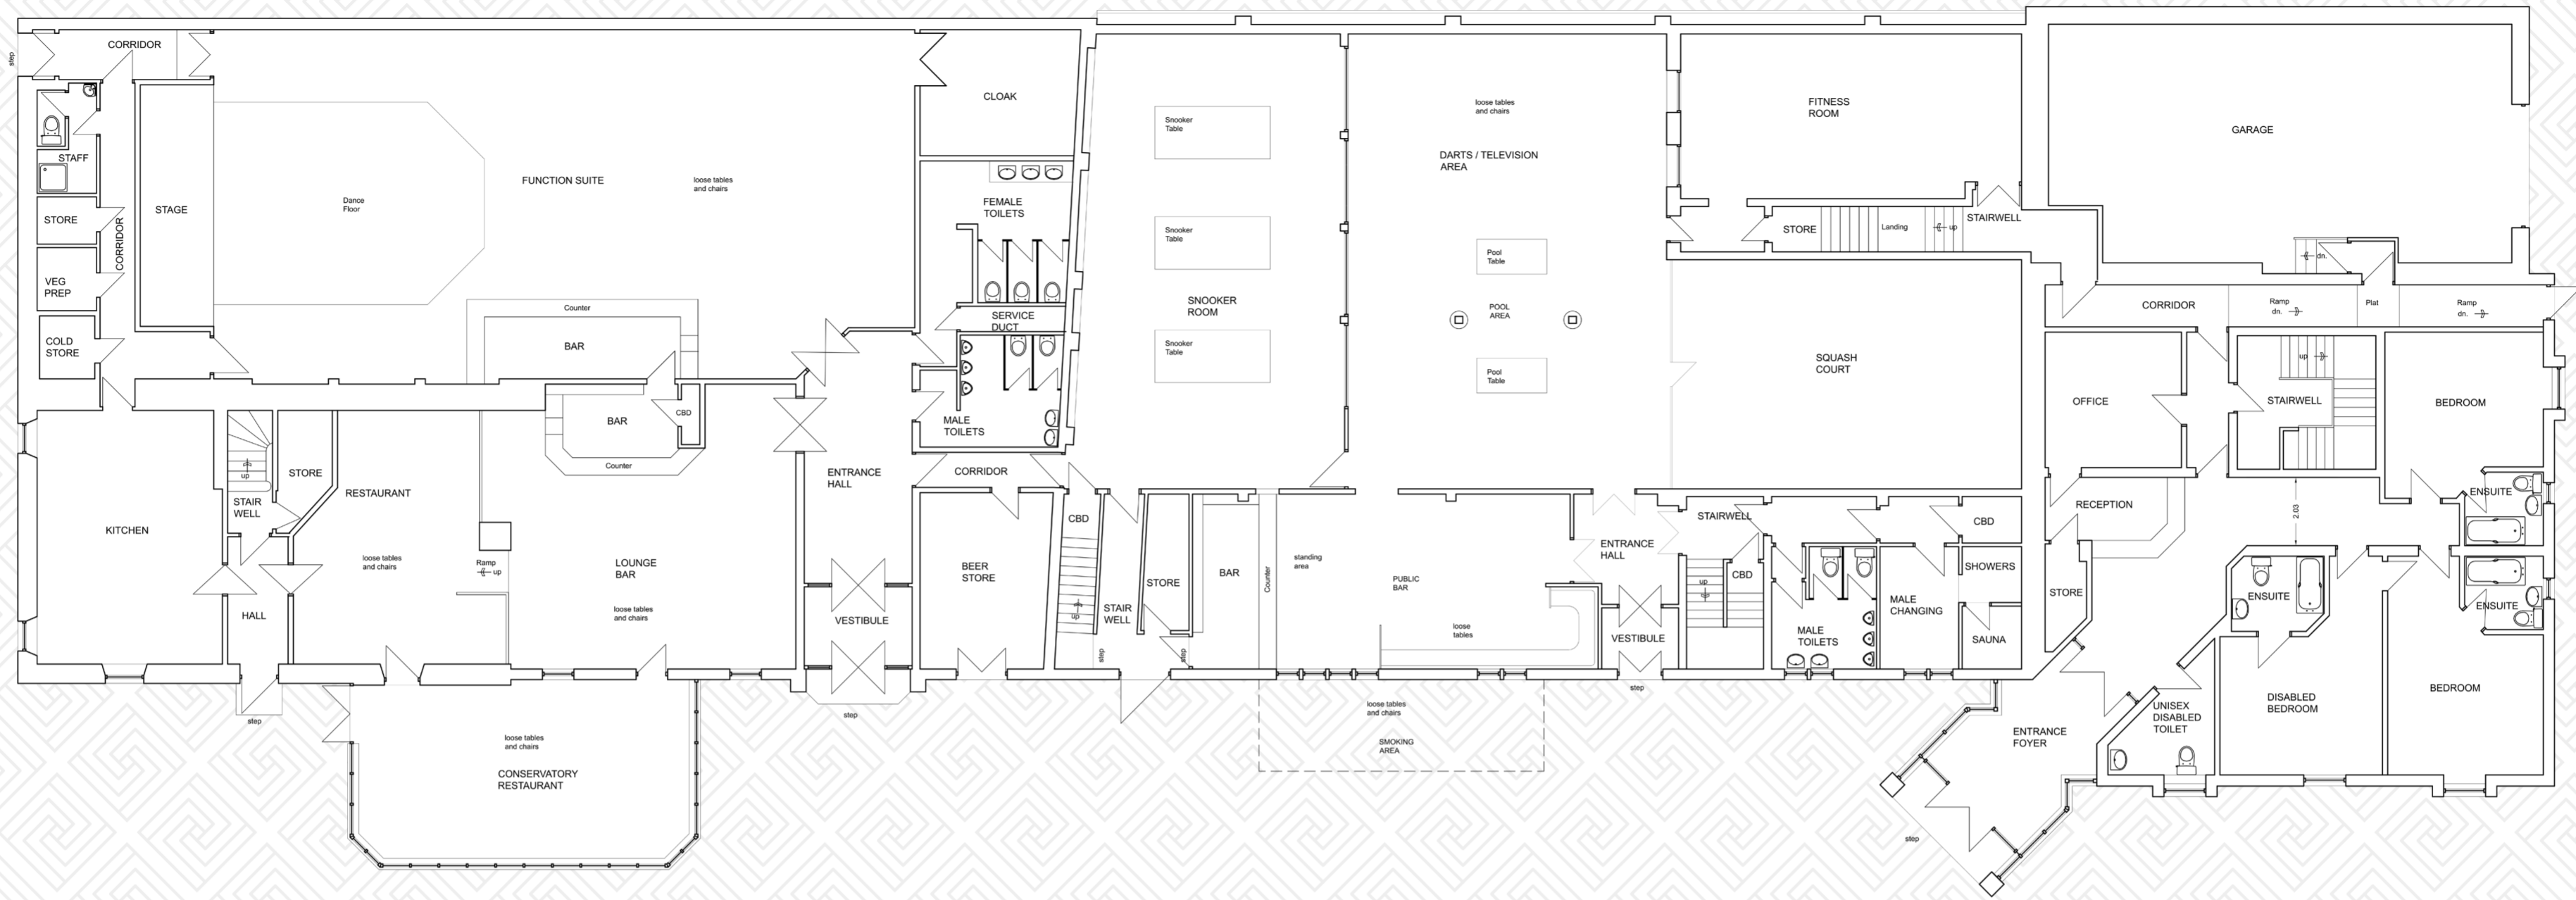 step
CORRIDOR
STAFF
STORE
VEG
PREP
COLD
STORE
CORRIDOR
STAGE
Dance
Floor
FUNCTION SUITE
loose tables
and chairs
Counter
BAR
CLOAK
FEMALE
TOILETS
SERVICE
DUCT
MALE
TOILETS
CORRIDOR
KITCHEN
up
STAIR
WELL
STORE
HALL
step
RESTAURANT
loose tables
and chairs
Ramp
up
BAR
CBD
Counter
LOUNGE
BAR
loose tables
and chairs
ENTRANCE
HALL
VESTIBULE
step
loose tables
and chairs
CONSERVATORY
RESTAURANT
BEER
STORE
CBD
up
step
STAIR
WELL
STORE
step
Snooker
Table
Snooker
Table
SNOOKER
ROOM
Snooker
Table
loose tables
and chairs
DARTS / TELEVISION
AREA
Pool
Table
POOL
AREA
Pool
Table
BAR
Counter
standing
area
PUBLIC
BAR
loose
tables
loose tables
and chairs
SMOKING
AREA
FITNESS
ROOM
STORE
Landing
up
STAIRWELL
SQUASH
COURT
ENTRANCE
HALL
VESTIBULE
step
STAIRWELL
up
CBD
MALE
TOILETS
MALE
CHANGING
CBD
SHOWERS
SAUNA
GARAGE
dn.
CORRIDOR
Ramp
dn.
Plat
Ramp
dn.
OFFICE
up
STAIRWELL
BEDROOM
RECEPTION
2.03
ENSUITE
STORE
ENSUITE
ENSUITE
ENTRANCE
FOYER
step
UNISEX
DISABLED
TOILET
DISABLED
BEDROOM
BEDROOM